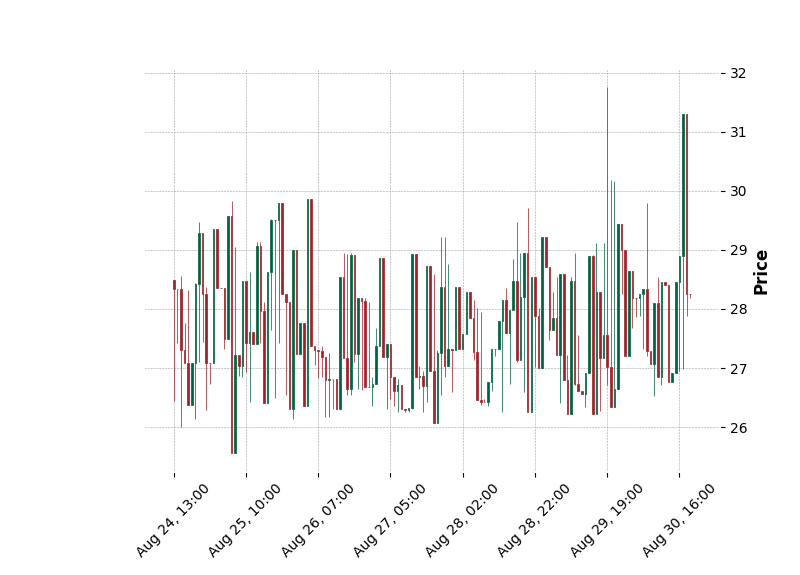 32
31
30
29
28
27
26
Price
Aug 24, 13:00
Aug 25, 10:00
Aug 26, 07:00
Aug 27, 05:00
Aug 28, 02:00
Aug 28, 22:00
Aug 29, 19:00
Aug 30, 16:00